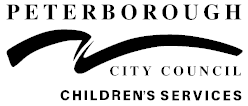 PETERBOROUGH
CITY COUNCIL
CHILDREN'S SERVICES